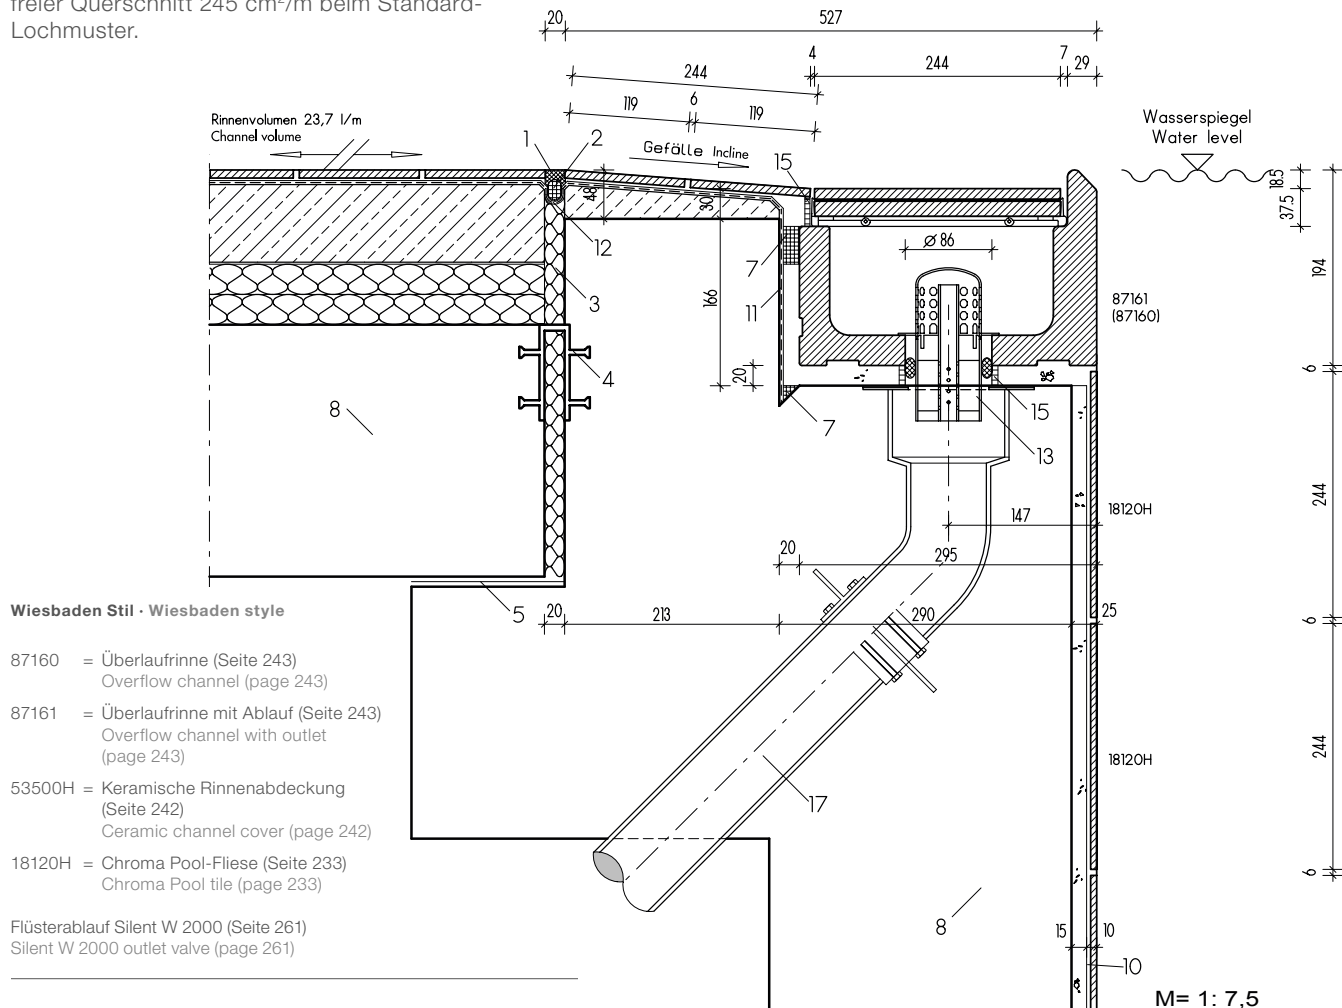 freier Querschnitt 245 cm²/m beim Standard-
Lochmuster.
20
527
4
7
244
244
29
119
6
119
Rinnenvolumen 23,7 l/m
Channel volume
1
2
Gefälle Incline
15
Wasserspiegel
Water level
18.5
37.5
48
30
Ø 86
12
7
194
3
166
11
87161
(87160)
4
20
6
8
7
15
13
18120H
244
147
20
295
5
20
213
290
25
6
Wiesbaden Stil · Wiesbaden style
87160 = Überlaufrinne (Seite 243)
Overflow channel (page 243)
87161 = Überlaufrinne mit Ablauf (Seite 243)
Overflow channel with outlet
(page 243)
53500H = Keramische Rinnenabdeckung
(Seite 242)
Ceramic channel cover (page 242)
18120H = Chroma Pool-Fliese (Seite 233)
Chroma Pool tile (page 233)
Flüsterablauf Silent W 2000 (Seite 261)
Silent W 2000 outlet valve (page 261)
18120H
244
17
6
8
15
10
10
M= 1: 7,5